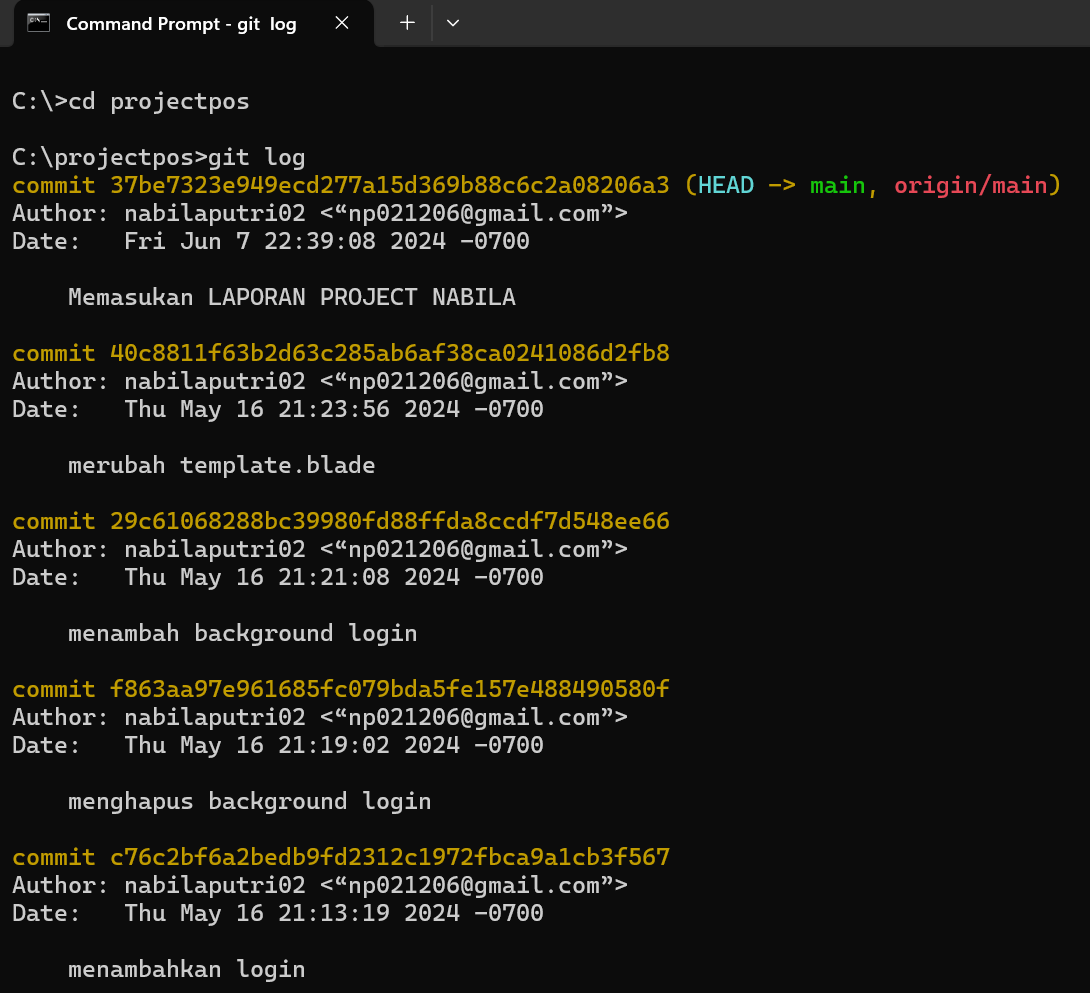 Command Prompt - git  log
C:\>cd projectpos
C:\projectpos>git log
commit 37be7323e949ecd277a15d369b88c6c2a08206a3 (HEAD -> main, origin/main)
Author: nabilaputri02 <“np021206@gmail.com”>
Date:   Fri Jun 7 22:39:08 2024 -0700
    Memasukan LAPORAN PROJECT NABILA
commit 40c8811f63b2d63c285ab6af38ca0241086d2fb8
Author: nabilaputri02 <“np021206@gmail.com”>
Date:   Thu May 16 21:23:56 2024 -0700
    merubah template.blade
commit 29c61068288bc39980fd88ffda8ccdf7d548ee66
Author: nabilaputri02 <“np021206@gmail.com”>
Date:   Thu May 16 21:21:08 2024 -0700
    menambah background login
commit f863aa97e961685fc079bda5fe157e488490580f
Author: nabilaputri02 <“np021206@gmail.com”>
Date:   Thu May 16 21:19:02 2024 -0700
    menghapus background login
commit c76c2bf6a2bedb9fd2312c1972fbca9a1cb3f567
Author: nabilaputri02 <“np021206@gmail.com”>
Date:   Thu May 16 21:13:19 2024 -0700
    menambahkan login